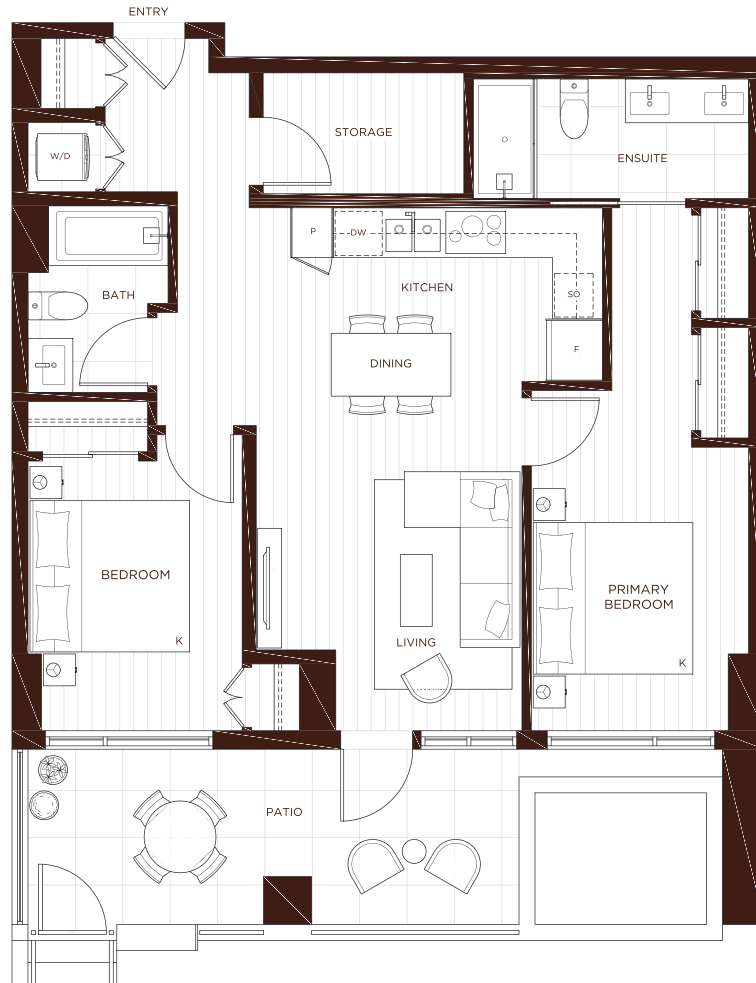 ENTRY
STORAGE
W/D
ENSUITE
P
DW
KITCHEN
BATH
SO
F
DINING
BEDROOM
PRIMARY
BEDROOM
K
LIVING
K
PATIO